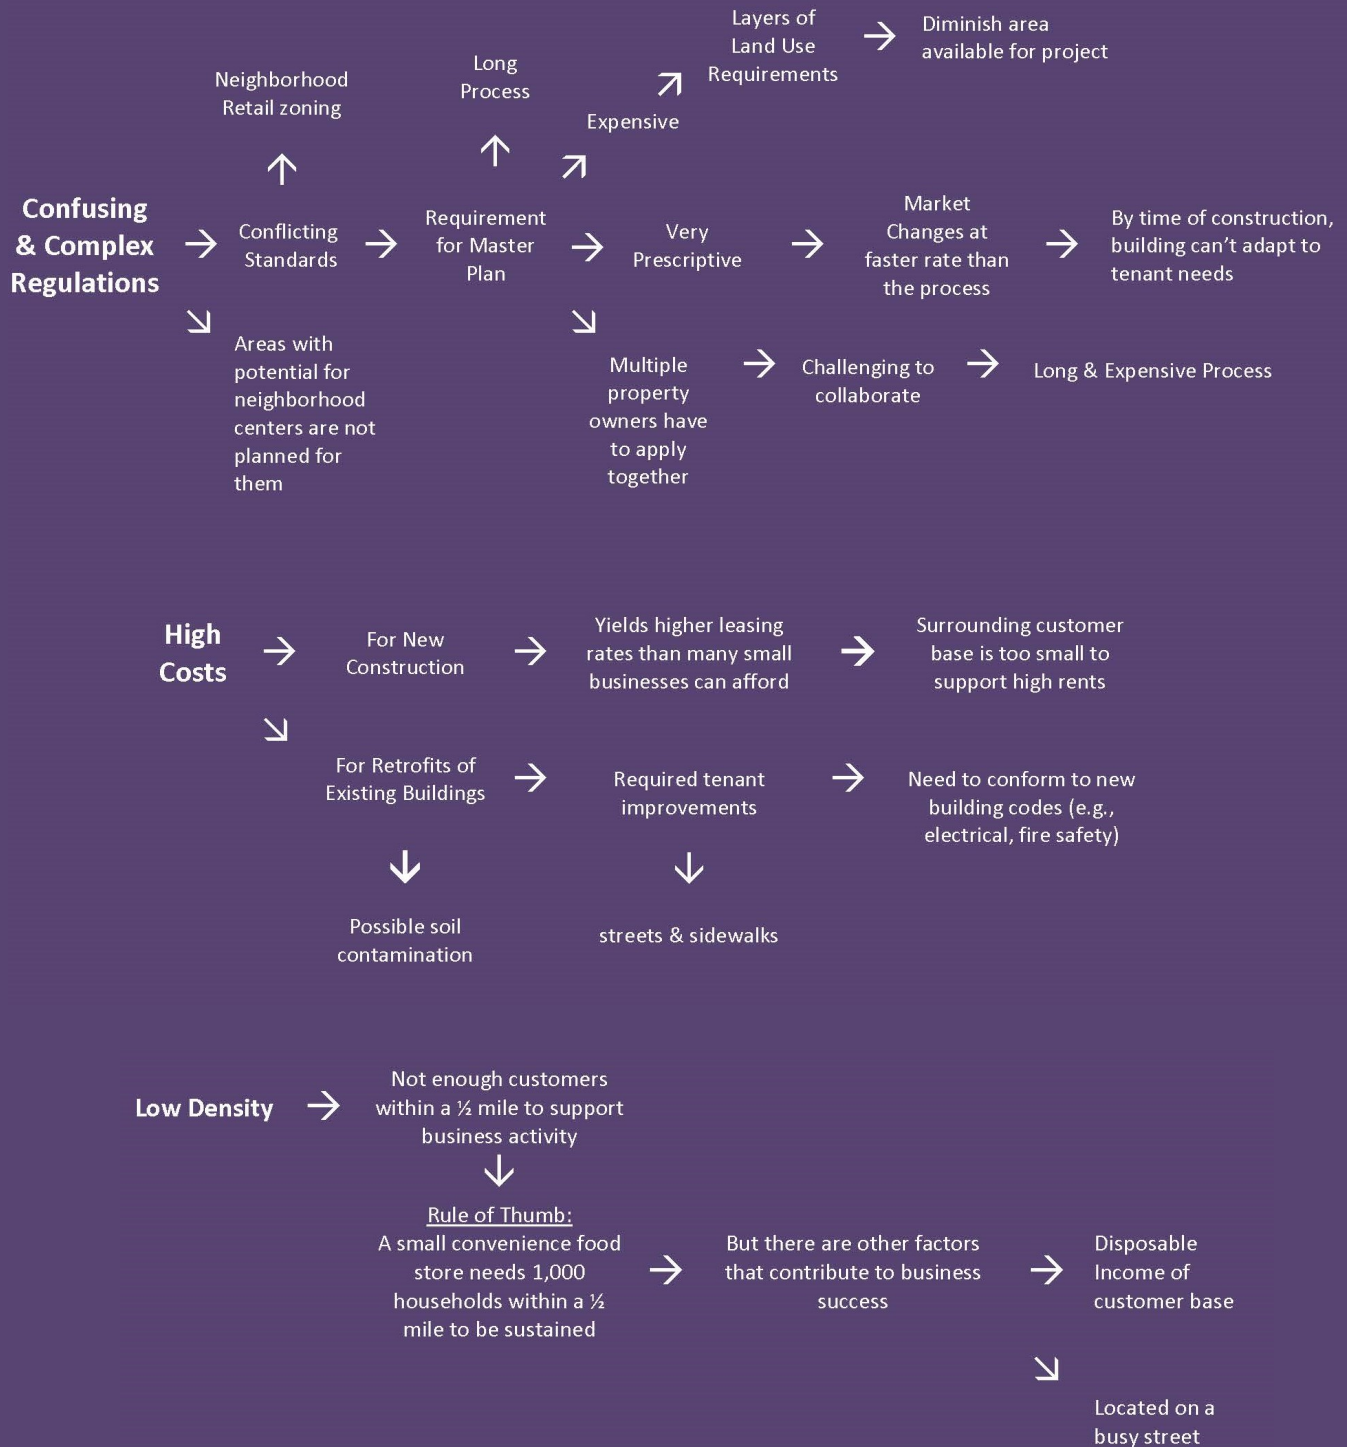 Layers of
Land Use
Requirements
Diminish area
available for project
Long
Process
Neighborhood
Retail zoning
Expensive
Confusing
& Complex
Regulations
Conflicting
Standards
Requirement
for Master
Plan
Very
Prescriptive
Market
Changes at
faster rate than
the process
By time of construction,
building can't adapt to
tenant needs
Areas with
potential for
neighborhood
centers are not
planned for
them
Multiple
property
owners have
to apply
together
Challenging to
collaborate
Long & Expensive Process
High
Costs
For New
Construction
Yields higher leasing
rates than many small
businesses can afford
Surrounding customer
base is too small to
support high rents
For Retrofits of
Existing Buildings
Required tenant
improvements
Need to conform to new
building codes (e.g.,
electrical, fire safety)
Possible soil
contamination
streets & sidewalks
Low Density
Not enough customers
within a ½ mile to support
business activity
Rule of Thumb:
A small convenience food
store needs 1,000
households within a ½
mile to be sustained
But there are other factors
that contribute to business
success
Disposable
Income of
customer base
Located on a
busy street